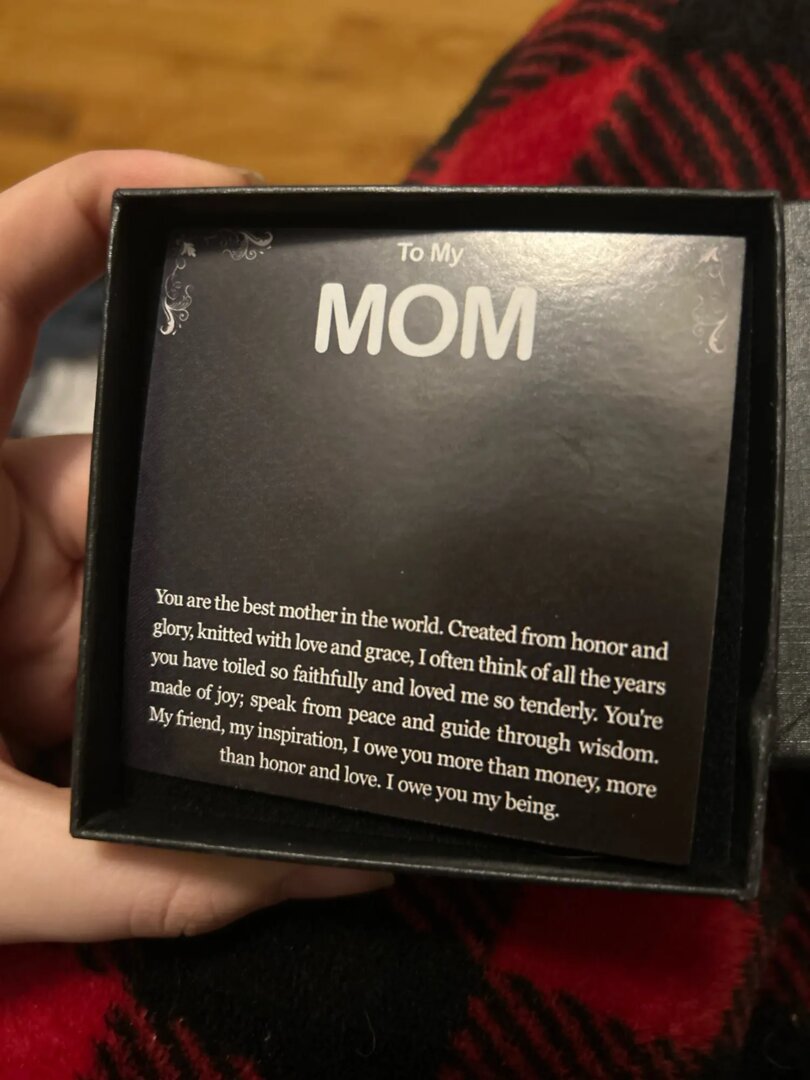 To My
MOM
You are the best mother in the world. Created from honor and
glory, knitted with love and grace, I often think of all the years
you have toiled so faithfully and loved me so tenderly. You're
made of joy; speak from peace and guide through wisdom.
My friend, my inspiration, I owe you more than money, more
than honor and love. I owe you my being.